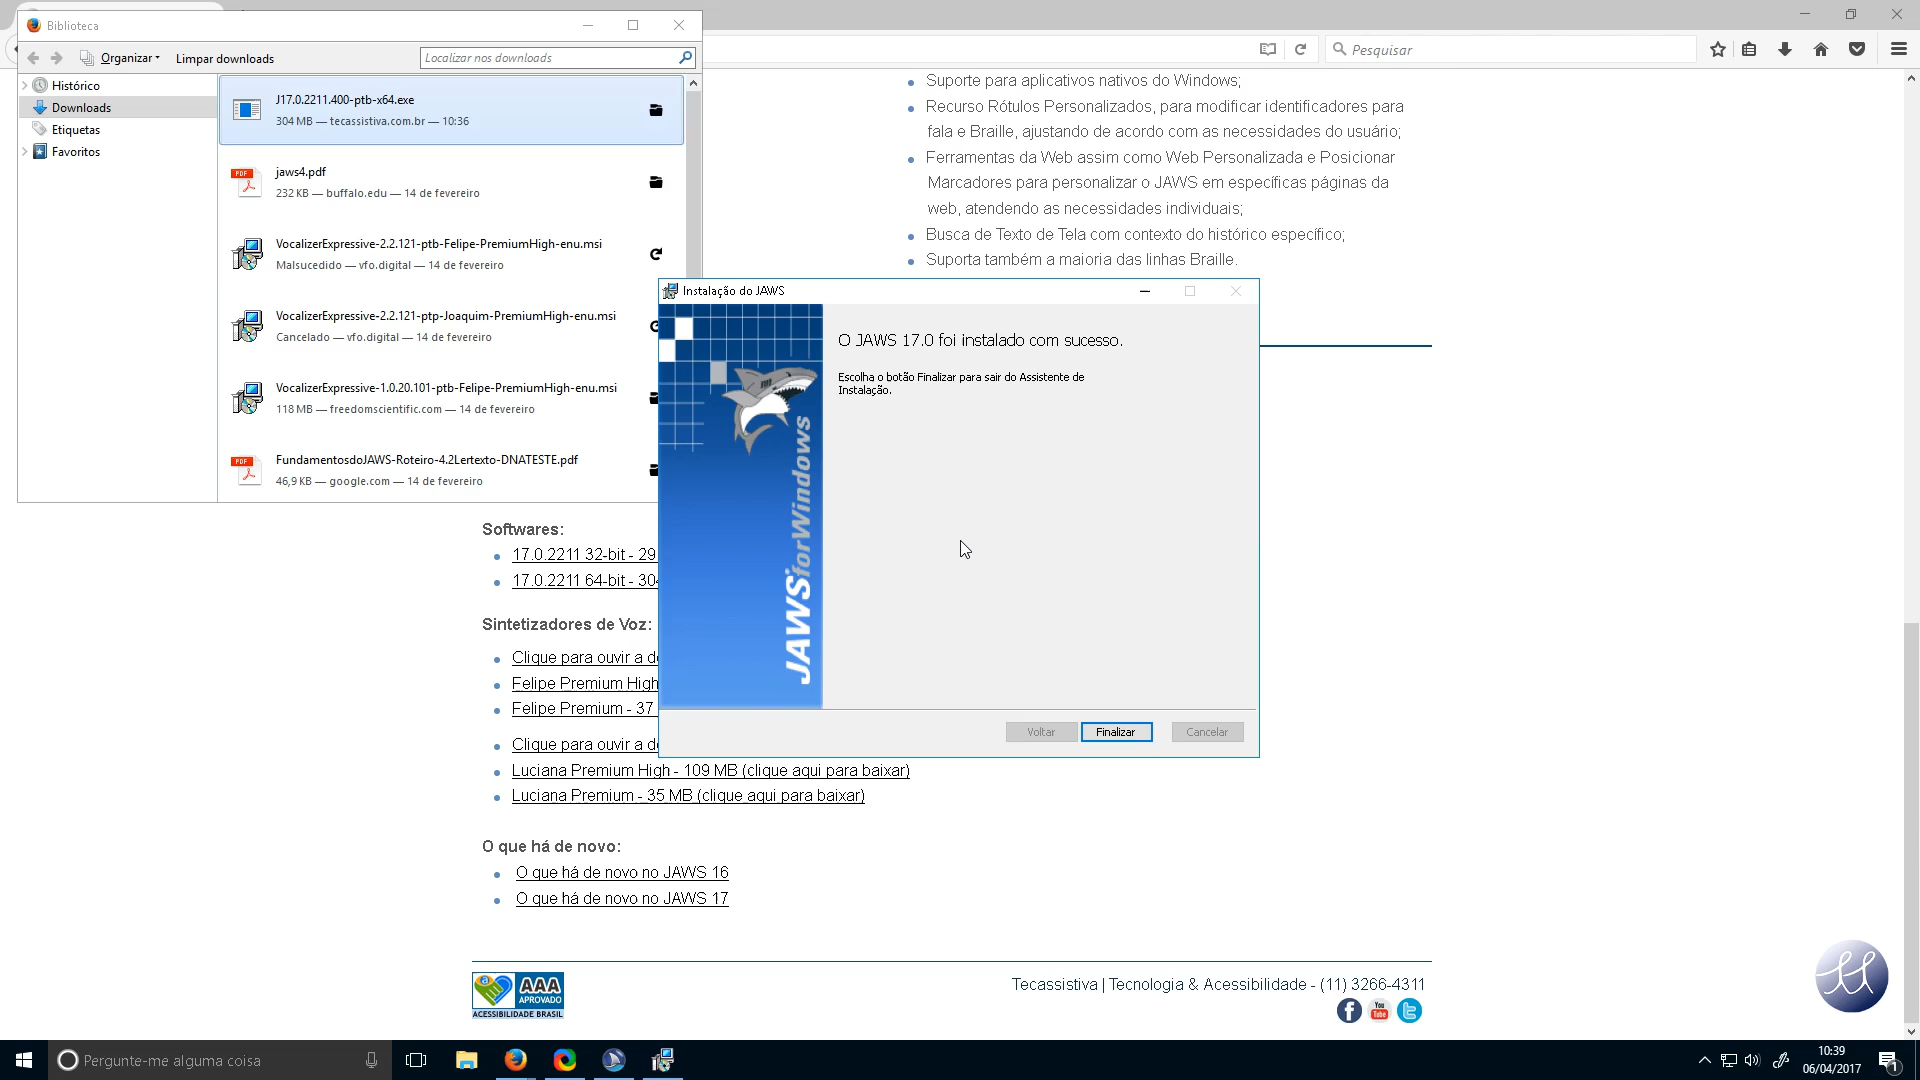 Biblioteca
Organizar
Limpar downloads
Localizar nos downloads
Pesquisar
Histórico
Downloads
Etiquetas
Favoritos
J17.0.2211.400-ptb-x64.exe
304 MB — tecassistiva.com.br — 10:36
jaws4.pdf
232 KB — buffalo.edu — 14 de fevereiro
VocalizerExpressive-2.2.121-ptb-Felipe-PremiumHigh-enu.msi
Malsucedido — vfo.digital — 14 de fevereiro
VocalizerExpressive-2.2.121-ptp-Joaquim-PremiumHigh-enu.msi
Cancelado — vfo.digital — 14 de fevereiro
VocalizerExpressive-1.0.20.101-ptb-Felipe-PremiumHigh-enu.msi
118 MB — freedomscientific.com — 14 de fevereiro
FundamentosdoJAWS-Roteiro-4.2Lertexto-DNATESTE.pdf
46,9 KB — google.com — 14 de fevereiro
Suporte para aplicativos nativos do Windows;
Recurso Rótulos Personalizados, para modificar identificadores para
fala e Braille, ajustando de acordo com as necessidades do usuário;
Ferramentas da Web assim como Web Personalizada e Posicionar
Marcadores para personalizar o JAWS em específicas páginas da
web, atendendo as necessidades individuais;
Busca de Texto de Tela com contexto do histórico específico;
Suporta também a maioria das linhas Braille.
Instalação do JAWS
O JAWS 17.0 foi instalado com sucesso.
Escolha o botão Finalizar para sair do Assistente de
Instalação.
JAWSforWindows
Voltar
Finalizar
Cancelar
Softwares:
17.0.2211 32-bit - 29
17.0.2211 64-bit - 304
Sintetizadores de Voz:
Clique para ouvir a de
Felipe Premium High
Felipe Premium - 37
Clique para ouvir a de
Luciana Premium High - 109 MB (clique aqui para baixar)
Luciana Premium - 35 MB (clique aqui para baixar)
O que há de novo:
O que há de novo no JAWS 16
O que há de novo no JAWS 17
AAA
APROVADO
ACESSIBILIDADE BRASIL
Tecassistiva | Tecnologia & Acessibilidade - (11) 3266-4311
You
Tube
Pergunte-me alguma coisa
10:39
06/04/2017
1